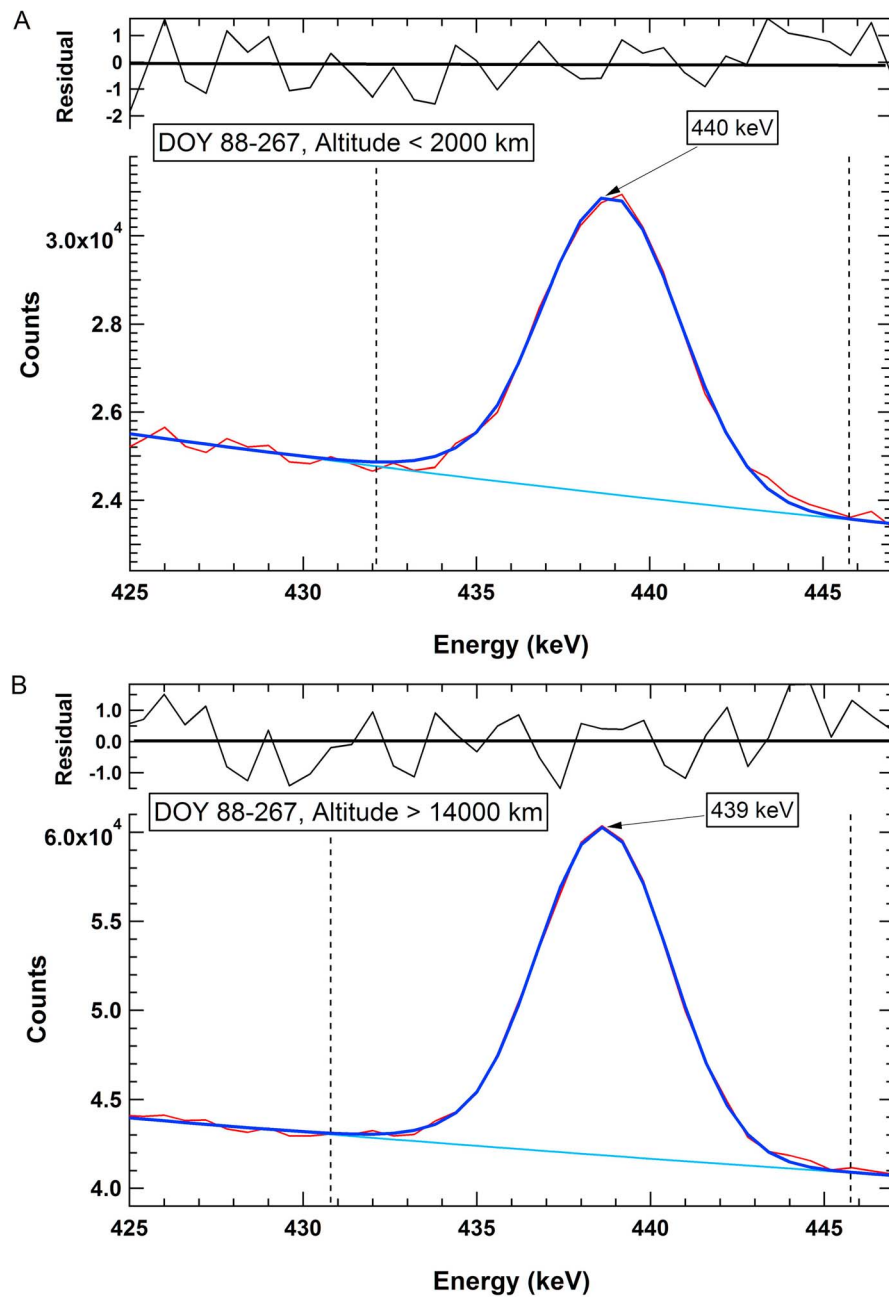 A
Residual
1
0
-1
-2
DOY 88-267, Altitude < 2000 km
440 keV
Counts
3.0x10⁴
2.8
2.6
2.4
425
430
435
440
445
Energy (keV)
B
Residual
1.0
0.0
-1.0
DOY 88-267, Altitude > 14000 km
439 keV
Counts
6.0x10⁴
5.5
5.0
4.5
4.0
425
430
435
440
445
Energy (keV)